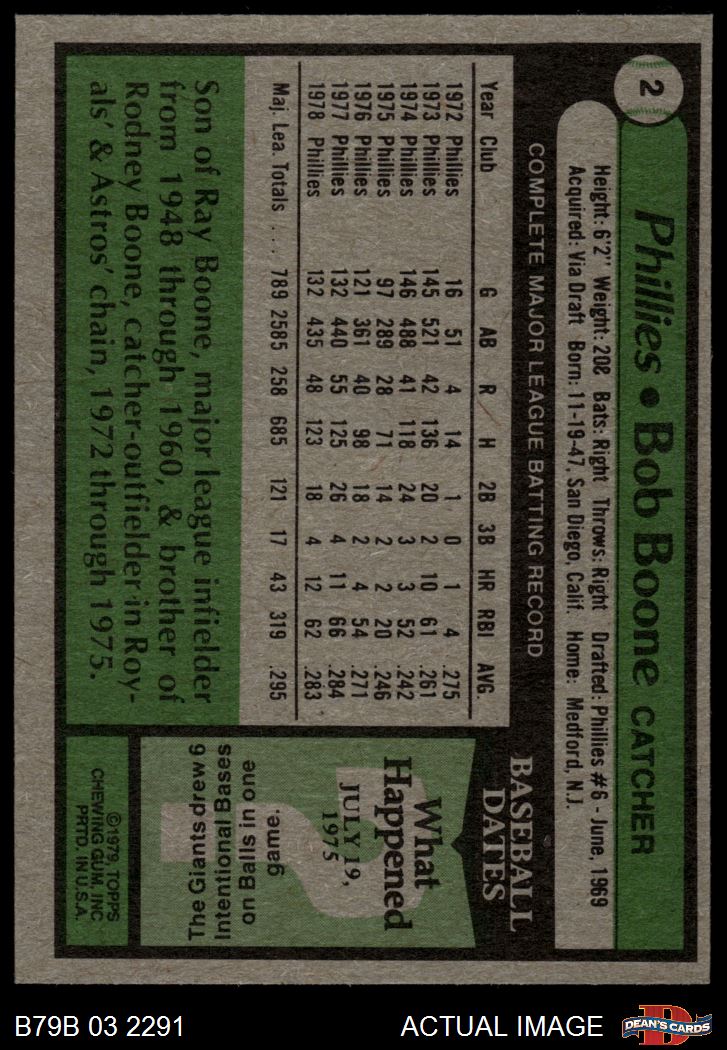 2
Phillies • Bob Boone CATCHER
Height: 6'2" Weight: 202 Bats: Right Throws: Right Drafted: Phillies #6 - June, 1969
Acquired: Via Draft Born: 11-19-47, San Diego, Calif. Home: Medford, N.J.
COMPLETE MAJOR LEAGUE BATTING RECORD
Year Club G AB R H 2B 3B HR RBI AVG.
1972 Phillies 16 51 4 14 1 0 1 4 .275
1973 Phillies 145 521 42 136 20 2 10 61 .261
1974 Phillies 146 488 41 118 24 3 3 52 .242
1975 Phillies 97 289 28 71 14 2 2 20 .246
1976 Phillies 121 361 40 98 18 2 4 54 .271
1977 Phillies 132 440 55 125 26 4 11 66 .284
1978 Phillies 132 435 48 123 18 4 12 62 .283
Maj. Lea. Totals .... 789 2585 258 685 121 17 43 319 .295
Son of Ray Boone, major league infielder
from 1948 through 1960, & brother of
Rodney Boone, catcher-outfielder in Roy-
als' & Astros' chain, 1972 through 1975.
BASEBALL
DATES
What
Happened
JULY 19,
1975
The Giants drew 6
Intentional Bases
on Balls in one
game.
©1979, TOPPS
CHEWING GUM, INC
PRTD. IN U.S.A.
B79B 03 2291
ACTUAL IMAGE
D
DEAN'S CARDS